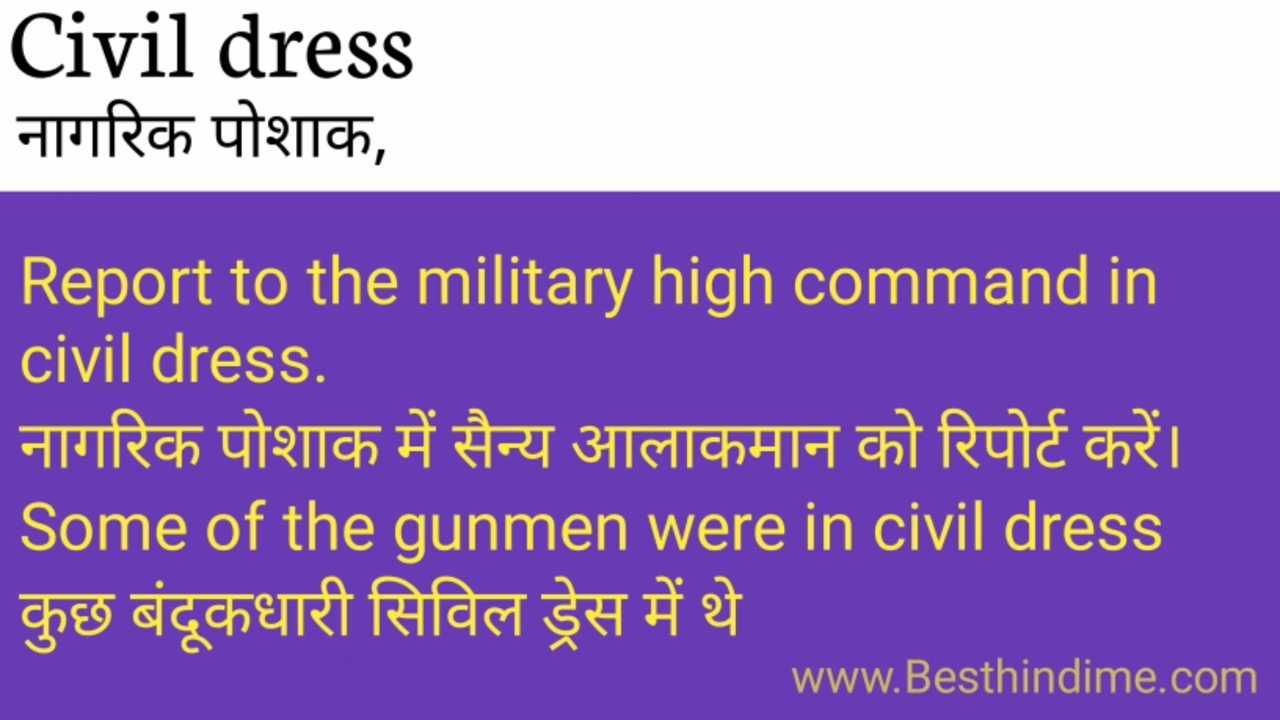 Civil dress
नागरिक पोशाक,
Report to the military high command in
civil dress.
नागरिक पोशाक में सैन्य आलाकमान को रिपोर्ट करें।
Some of the gunmen were in civil dress
कुछ बंदूकधारी सिविल ड्रेस में थे
www.Besthindime.com